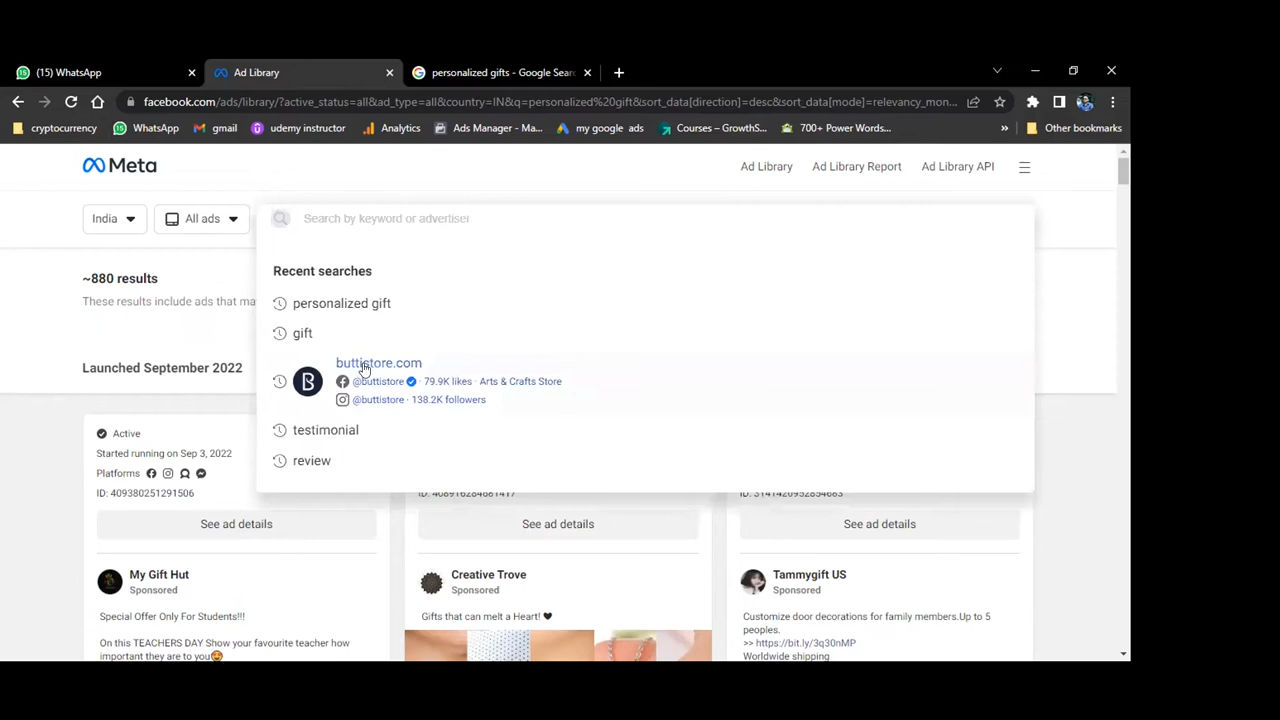 (15) WhatsApp
Ad Library
personalized gifts - Google Searc
facebook.com/ads/library/?active_status=all&ad_type=all&country=IN&q=personalized%20gift&sort_data[direction]=desc&sort_data[mode]=relevancy_mon...
cryptocurrency
WhatsApp
gmail
udemy instructor
Analytics
Ads Manager - Ma...
my google ads
Courses – GrowthS...
700+ Power Words...
Other bookmarks
Meta
Ad Library
Ad Library Report
Ad Library API
India
All ads
Search by keyword or advertiser
~880 results
These results include ads that ma
Recent searches
personalized gift
gift
buttistore.com
@buttistore · 79.9K likes · Arts & Crafts Store
@buttistore · 138.2K followers
testimonial
review
Launched September 2022
Active
Started running on Sep 3, 2022
Platforms
ID: 409380251291506
See ad details
My Gift Hut
Sponsored
Special Offer Only For Students!!!
On this TEACHERS DAY Show your favourite teacher how
important they are to you🤩
See ad details
Creative Trove
Sponsored
Gifts that can melt a Heart! 🖤
See ad details
Tammygift US
Sponsored
Customize door decorations for family members.Up to 5
peoples.
>> https://bit.ly/3q30nMP
Worldwide shipping